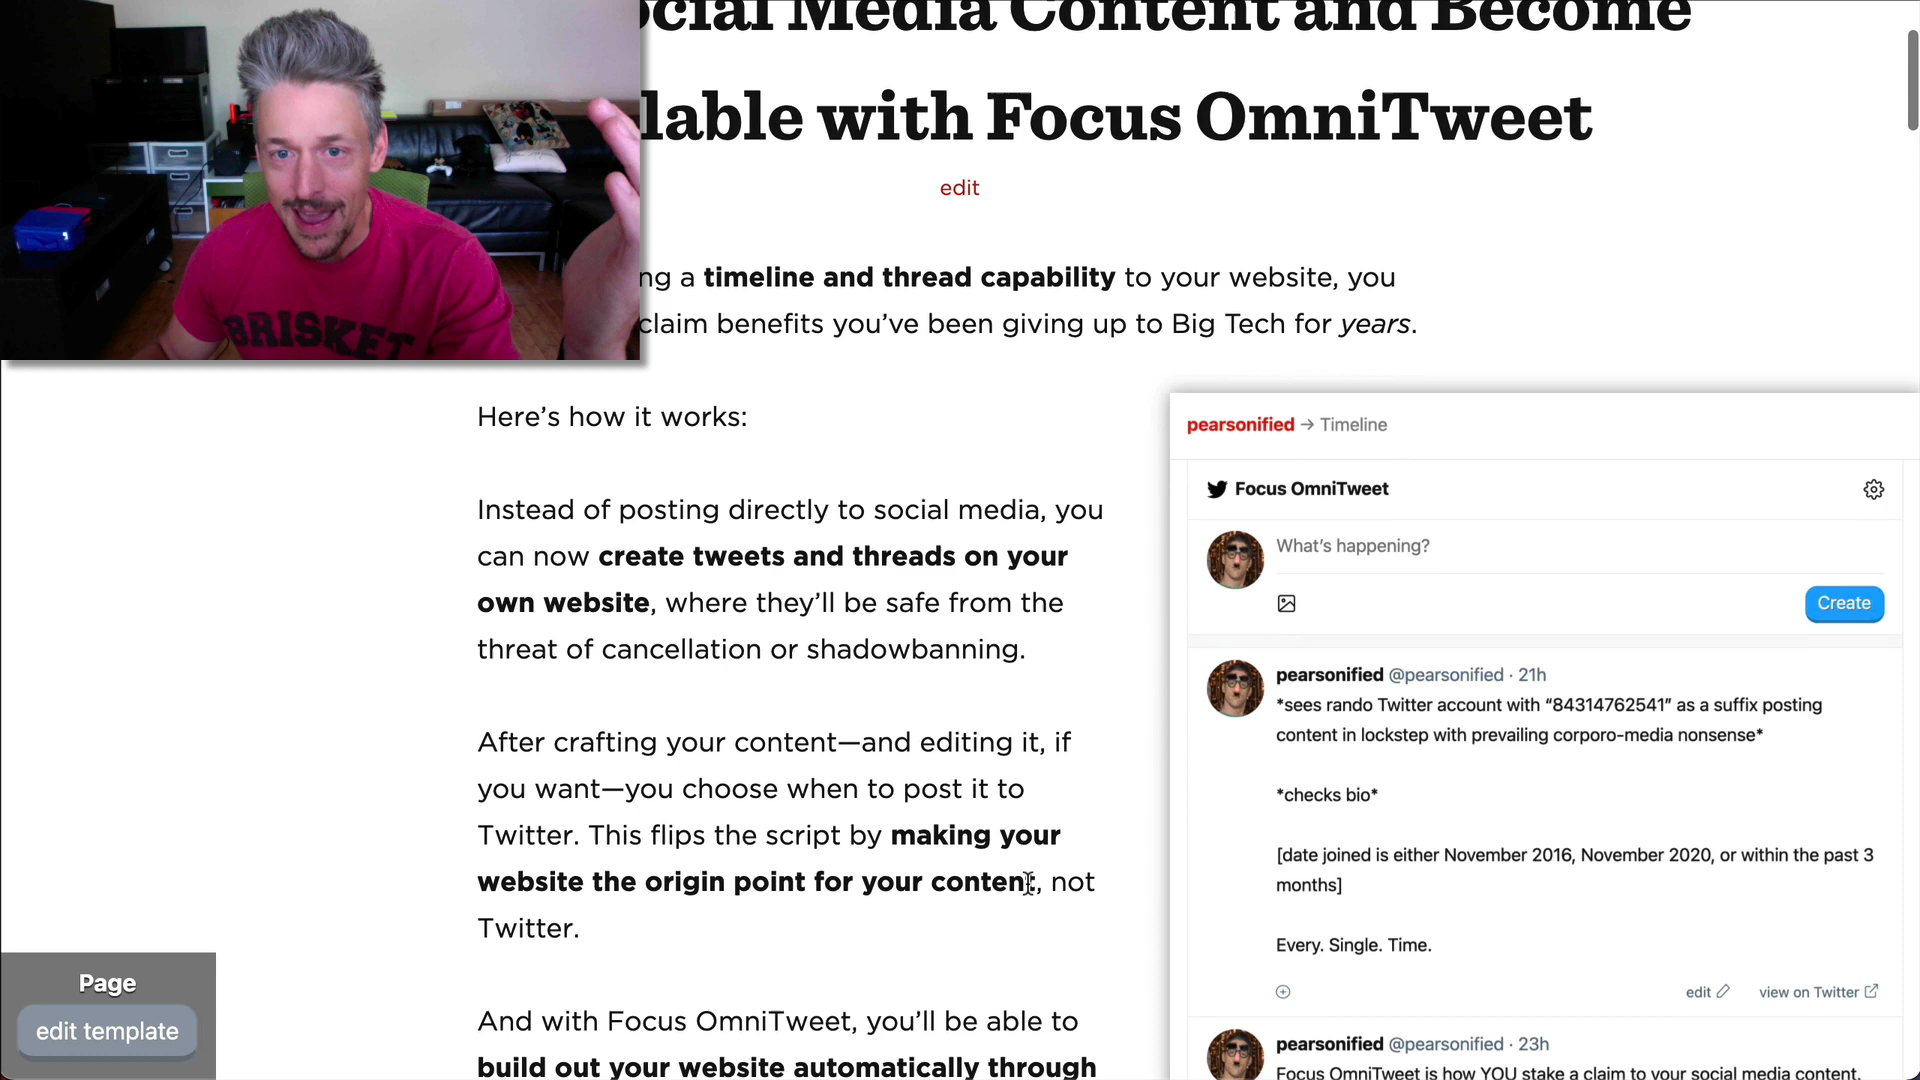 ocial Media Content and Become
lable with Focus OmniTweet
edit
ng a timeline and thread capability to your website, you
claim benefits you’ve been giving up to Big Tech for years.
BRISKET
Here’s how it works:
Instead of posting directly to social media, you
can now create tweets and threads on your
own website, where they’ll be safe from the
threat of cancellation or shadowbanning.
After crafting your content—and editing it, if
you want—you choose when to post it to
Twitter. This flips the script by making your
website the origin point for your content, not
Twitter.
And with Focus OmniTweet, you’ll be able to
build out your website automatically through
pearsonified → Timeline
Focus OmniTweet
What’s happening?
Create
pearsonified @pearsonified · 21h
*sees rando Twitter account with “84314762541” as a suffix posting
content in lockstep with prevailing corporo-media nonsense*
*checks bio*
[date joined is either November 2016, November 2020, or within the past 3
months]
Every. Single. Time.
edit view on Twitter
pearsonified @pearsonified · 23h
Focus OmniTweet is how YOU stake a claim to your social media content.
Page
edit template